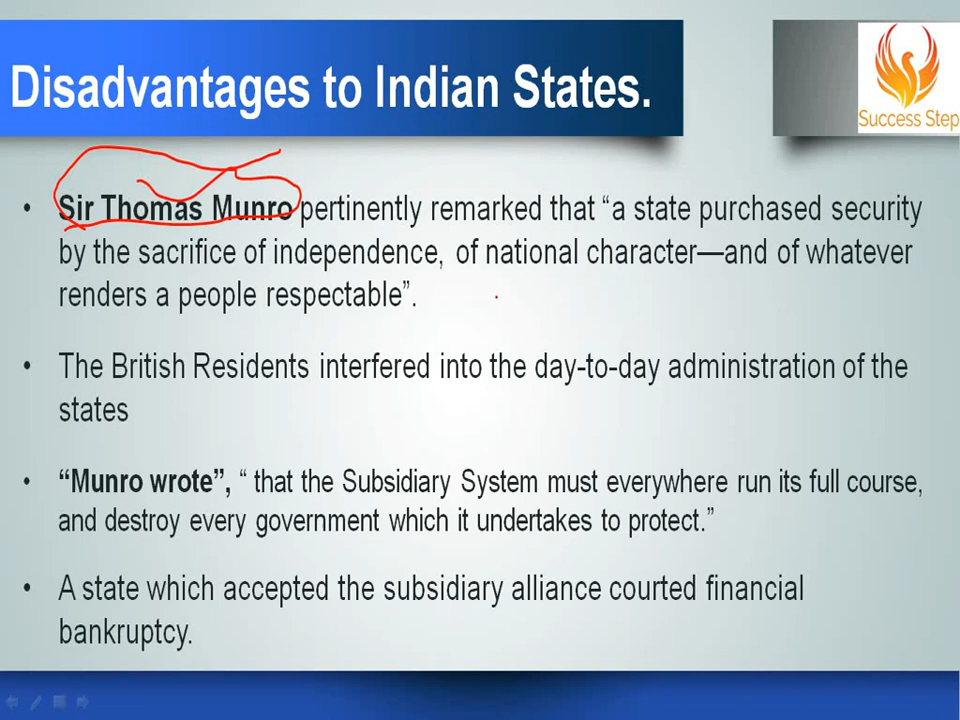 Disadvantages to Indian States.
Success Step
• Sir Thomas Munro pertinently remarked that “a state purchased security
by the sacrifice of independence, of national character—and of whatever
renders a people respectable”.
• The British Residents interfered into the day-to-day administration of the
states
• “Munro wrote”, “ that the Subsidiary System must everywhere run its full course,
and destroy every government which it undertakes to protect.”
• A state which accepted the subsidiary alliance courted financial
bankruptcy.